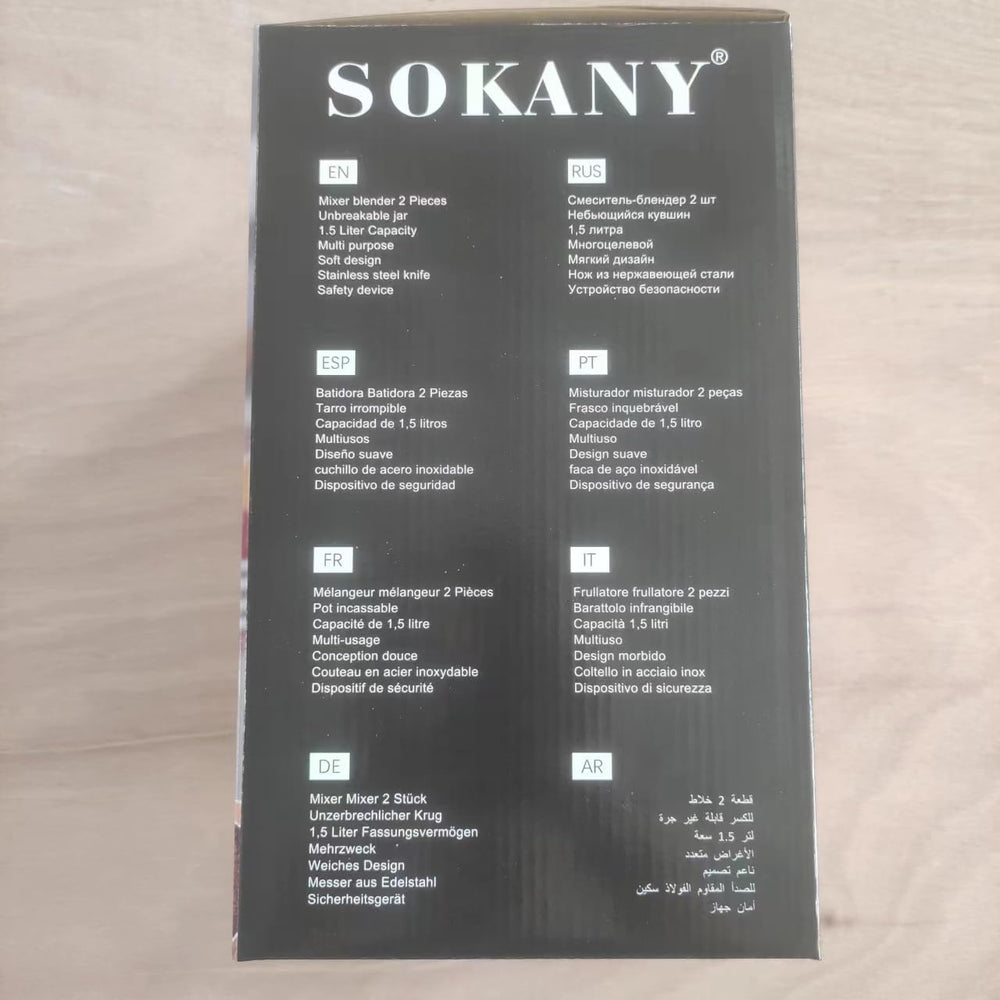 SOKANY®
EN
Mixer blender 2 Pieces
Unbreakable jar
1.5 Liter Capacity
Multi purpose
Soft design
Stainless steel knife
Safety device
RUS
Смеситель-блендер 2 шт
Небьющийся кувшин
1,5 литра
Многоцелевой
Мягкий дизайн
Нож из нержавеющей стали
Устройство безопасности
ESP
Batidora Batidora 2 Piezas
Tarro irrompible
Capacidad de 1,5 litros
Multiusos
Diseño suave
cuchillo de acero inoxidable
Dispositivo de seguridad
PT
Misturador misturador 2 peças
Frasco inquebrável
Capacidade de 1,5 litro
Multiuso
Design suave
faca de aço inoxidável
Dispositivo de segurança
FR
Mélangeur mélangeur 2 Pièces
Pot incassable
Capacité de 1,5 litre
Multi-usage
Conception douce
Couteau en acier inoxydable
Dispositif de sécurité
IT
Frullatore frullatore 2 pezzi
Barattolo infrangibile
Capacità 1,5 litri
Multiuso
Design morbido
Coltello in acciaio inox
Dispositivo di sicurezza
DE
Mixer Mixer 2 Stück
Unzerbrechlicher Krug
1,5 Liter Fassungsvermögen
Mehrzweck
Weiches Design
Messer aus Edelstahl
Sicherheitsgerät
AR
قطعة 2 خلاط
للكسر قابلة غير جرة
لتر 1.5 سعة
الأغراض متعدد
ناعم تصميم
للصدأ المقاوم الفولاذ سكين
أمان جهاز